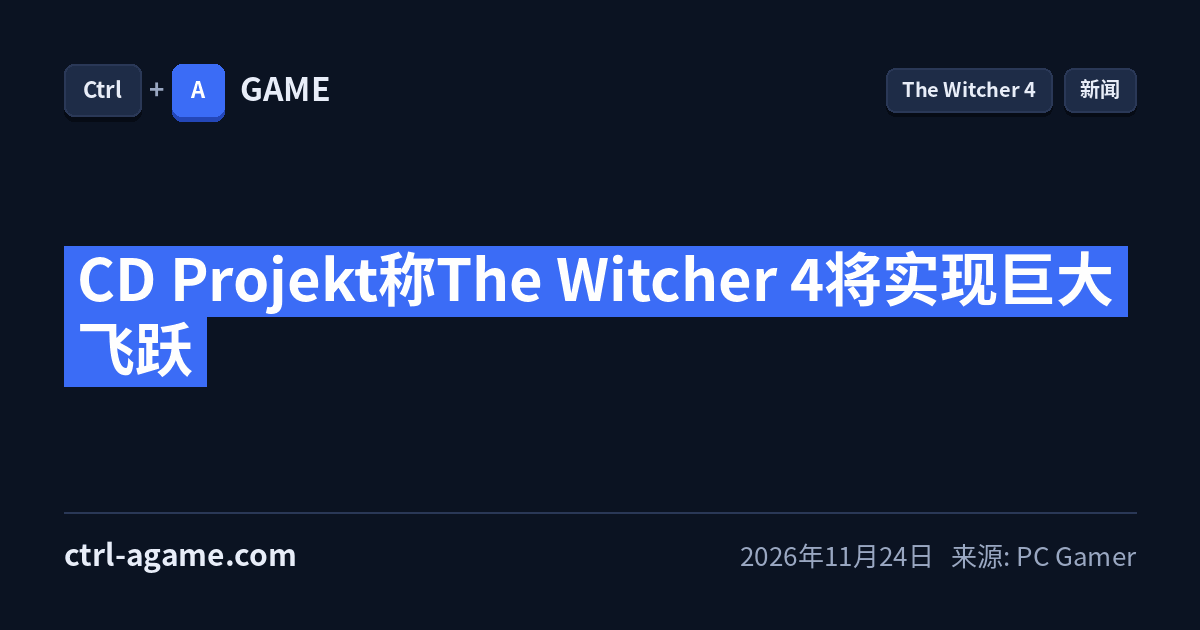 Ctrl + A GAME
The Witcher 4 新闻
CD Projekt称The Witcher 4将实现巨大
飞跃
ctrl-agame.com
2026年11月24日 来源: PC Gamer